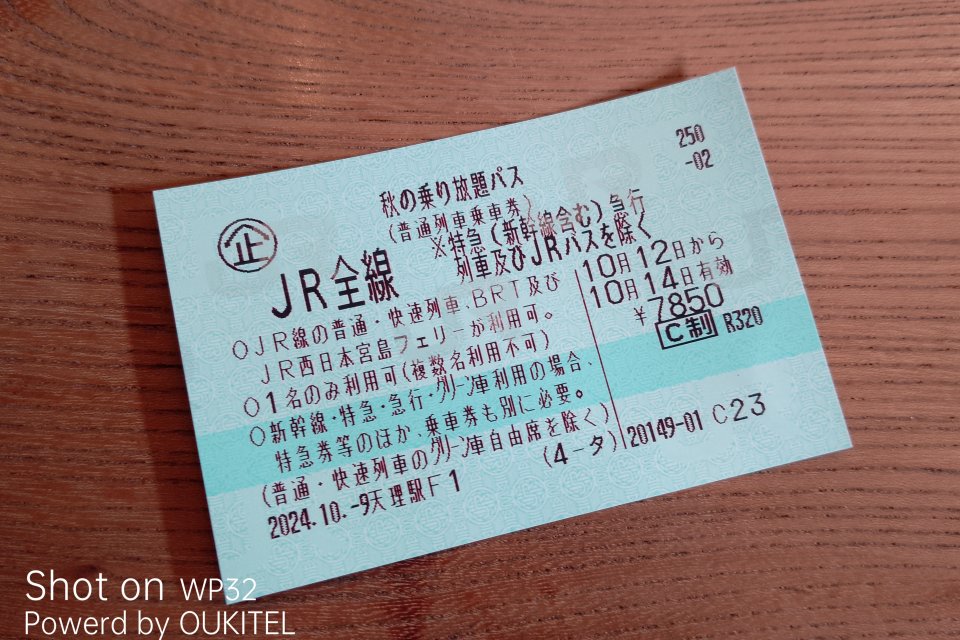 250
-02
秋の乗り放題パス
(普通列車乗車券)
企
JR全線
※特急(新幹線含む)急行
列車及びJRバスを除く
○JR線の普通・快速列車、BRT及び
JR西日本宮島フェリーが利用可。
○1名のみ利用可(複数名利用不可)
○新幹線・特急・急行・グリーン車利用の場合、
特急券等のほか、乗車券も別に必要。
(普通・快速列車のグリーン車自由席を除く)
10月12日から
10月14日有効
¥7850
C制 R320
2024.10.-9天理駅F1
(4-タ) 20149-01 C23
Shot on WP32
Powerd by OUKITEL